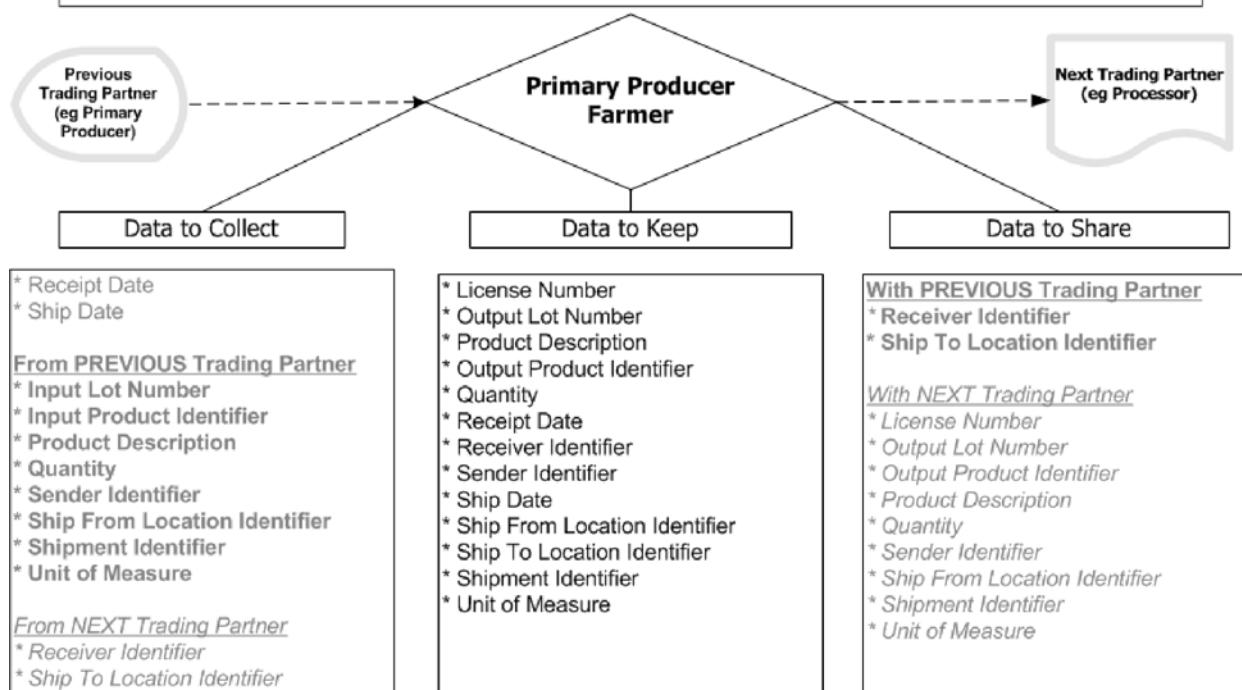 Previous
Trading Partner
(eg Primary
Producer)
Primary Producer
Farmer
Next Trading Partner
(eg Processor)
Data to Collect
Data to Keep
Data to Share
* Receipt Date
* Ship Date
From PREVIOUS Trading Partner
* Input Lot Number
* Input Product Identifier
* Product Description
* Quantity
* Sender Identifier
* Ship From Location Identifier
* Shipment Identifier
* Unit of Measure
From NEXT Trading Partner
* Receiver Identifier
* Ship To Location Identifier
* License Number
* Output Lot Number
* Product Description
* Output Product Identifier
* Quantity
* Receipt Date
* Receiver Identifier
* Sender Identifier
* Ship Date
* Ship From Location Identifier
* Ship To Location Identifier
* Shipment Identifier
* Unit of Measure
With PREVIOUS Trading Partner
* Receiver Identifier
* Ship To Location Identifier
With NEXT Trading Partner
* License Number
* Output Lot Number
* Output Product Identifier
* Product Description
* Quantity
* Sender Identifier
* Ship From Location Identifier
* Shipment Identifier
* Unit of Measure